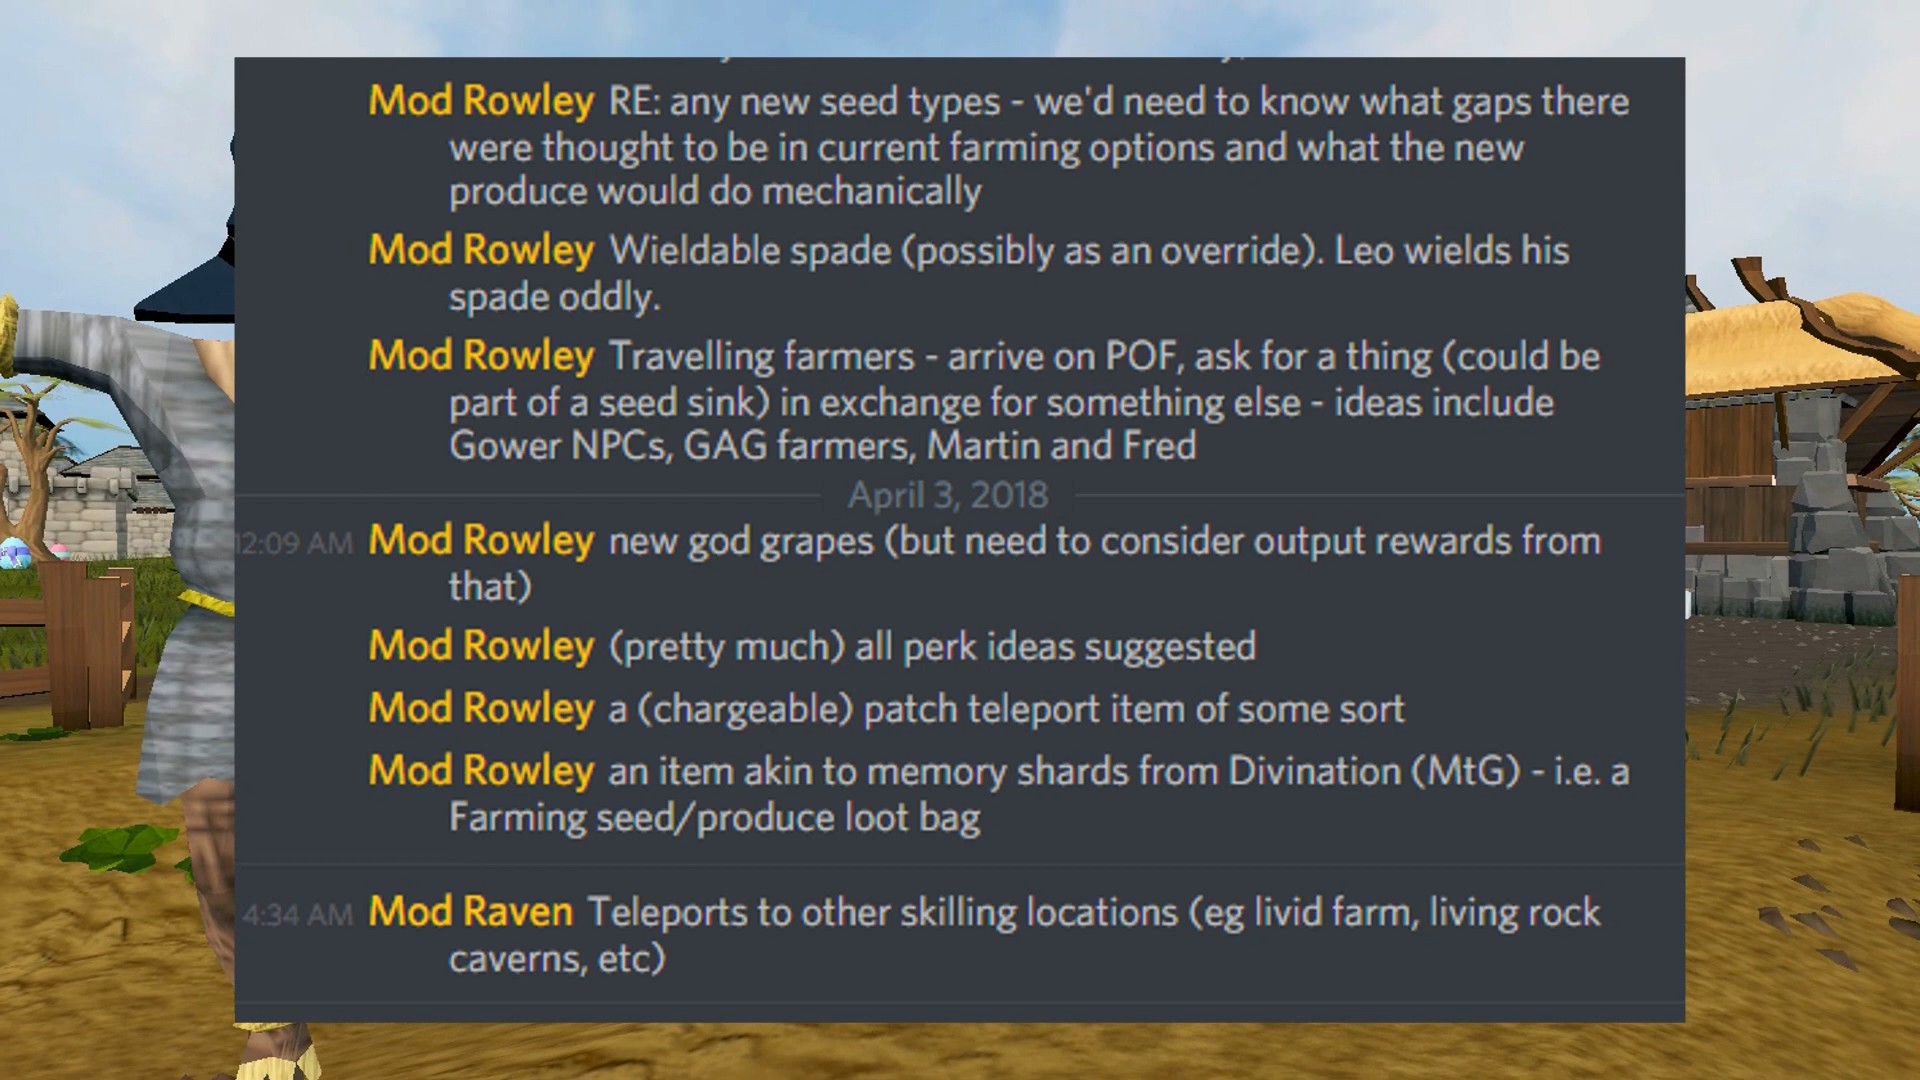 Mod Rowley RE: any new seed types - we'd need to know what gaps there
were thought to be in current farming options and what the new
produce would do mechanically
Mod Rowley Wieldable spade (possibly as an override). Leo wields his
spade oddly.
Mod Rowley Travelling farmers - arrive on POF, ask for a thing (could be
part of a seed sink) in exchange for something else - ideas include
Gower NPCs, GAG farmers, Martin and Fred
April 3, 2018
12:09 AM Mod Rowley new god grapes (but need to consider output rewards from
that)
Mod Rowley (pretty much) all perk ideas suggested
Mod Rowley a (chargeable) patch teleport item of some sort
Mod Rowley an item akin to memory shards from Divination (MtG) - i.e. a
Farming seed/produce loot bag
4:34 AM Mod Raven Teleports to other skilling locations (eg livid farm, living rock
caverns, etc)